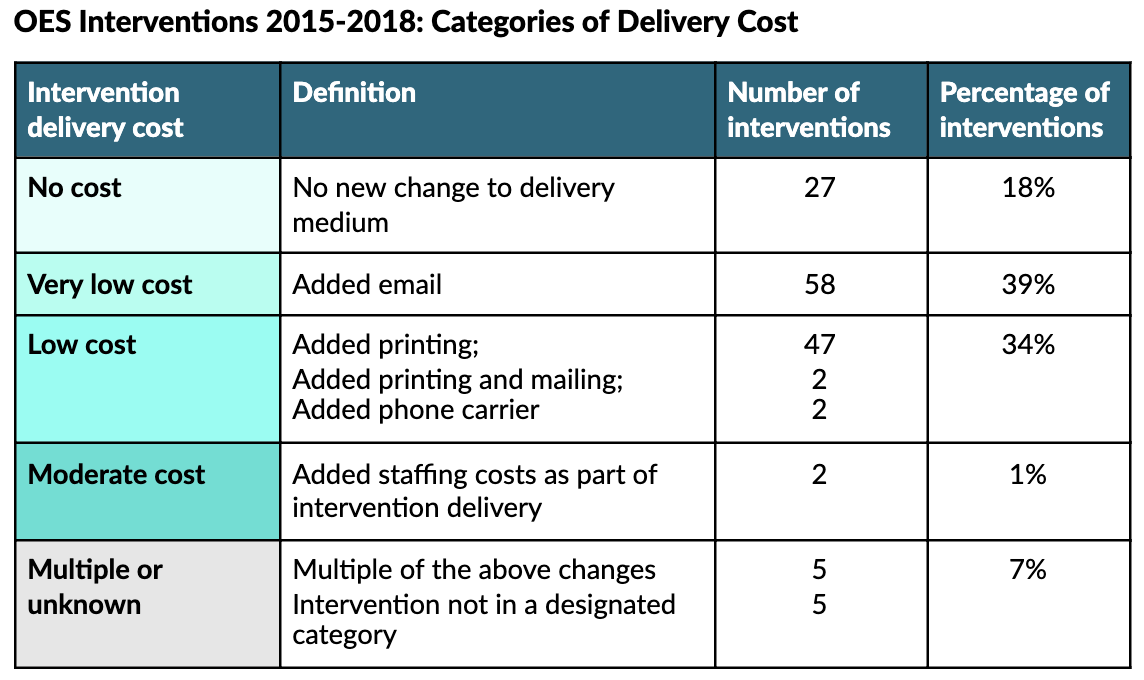 OES Interventions 2015-2018: Categories of Delivery Cost
Intervention delivery cost
Definition
Number of interventions
Percentage of interventions
No cost
No new change to delivery
medium
27
18%
Very low cost
Added email
58
39%
Low cost
Added printing;
47
34%
Added printing and mailing;
2
Added phone carrier
2
Moderate cost
Added staffing costs as part of
intervention delivery
2
1%
Multiple or
unknown
Multiple of the above changes
5
7%
Intervention not in a designated
category
5